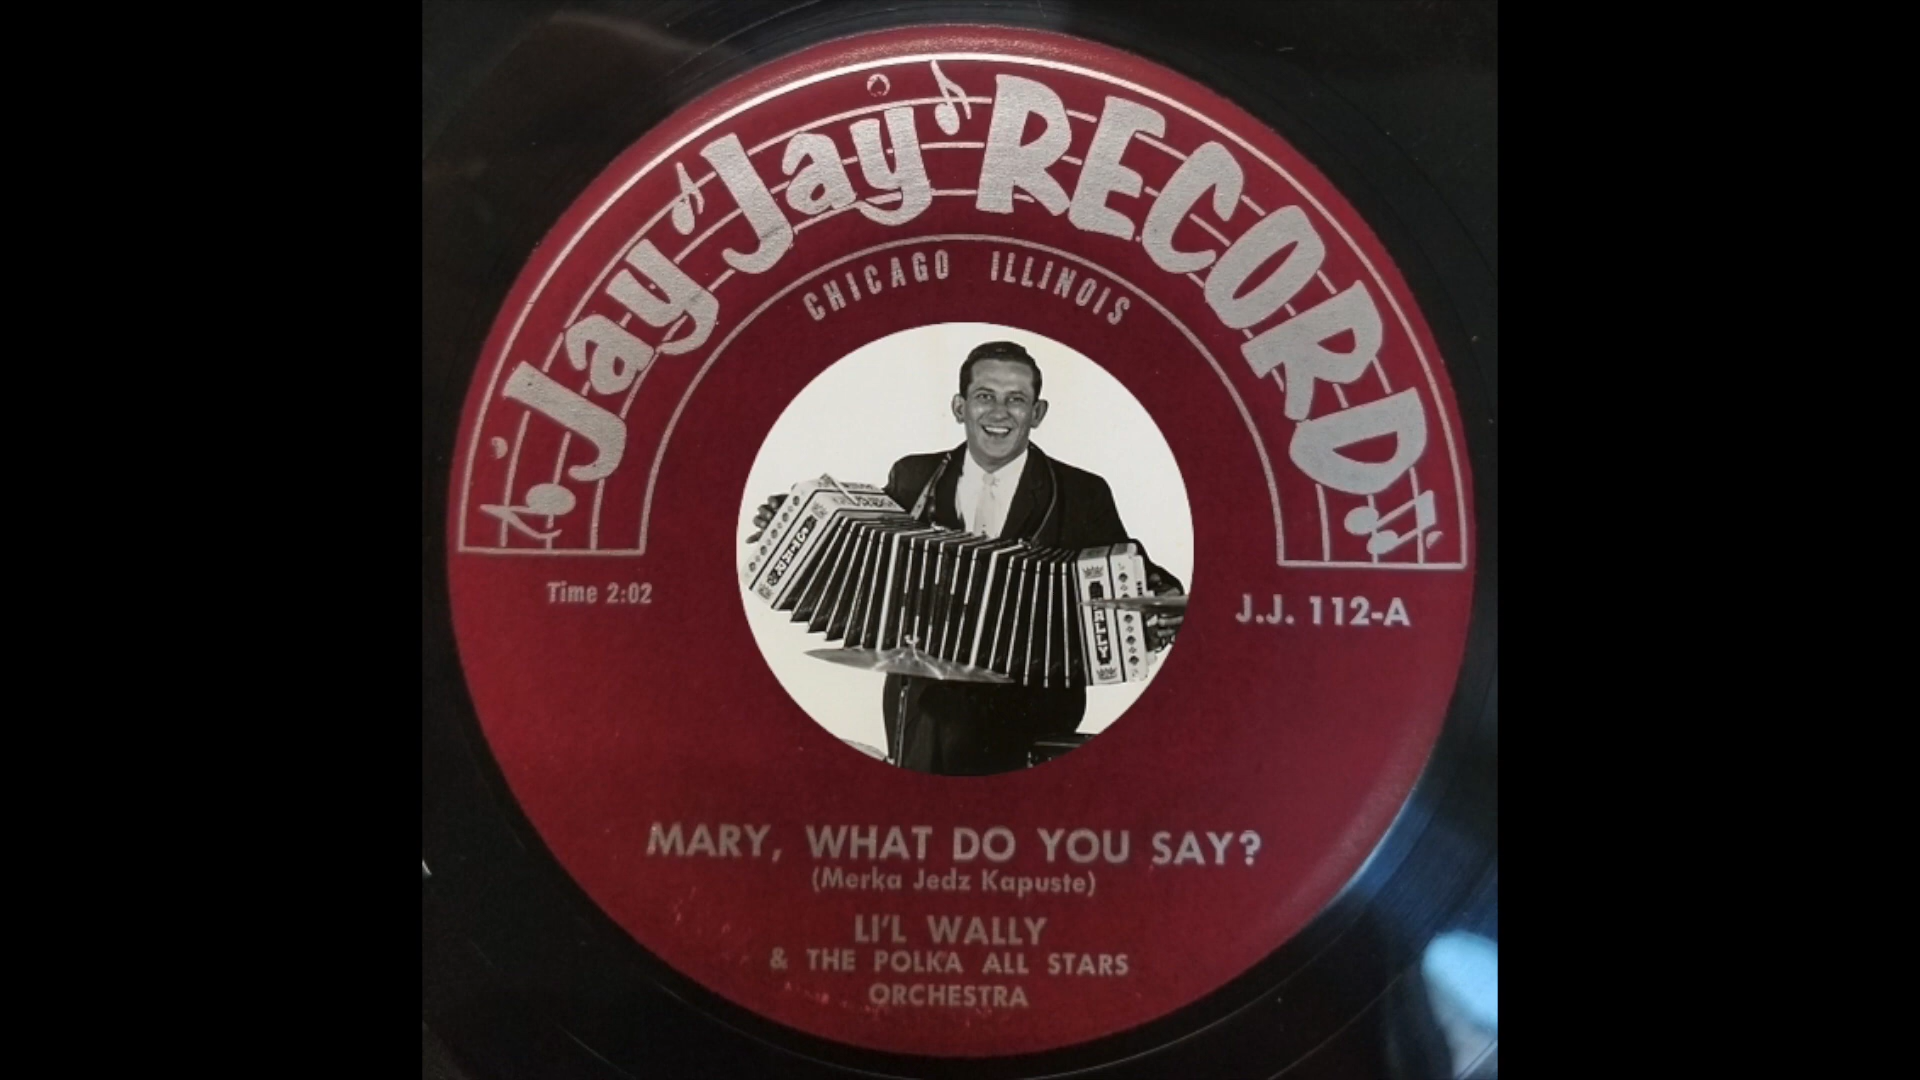 Jay Jay RECORD
CHICAGO ILLINOIS
Time 2:02
J.J. 112-A
WALLY
MARY, WHAT DO YOU SAY?
(Merka Jedz Kapuste)
LI'L WALLY
& THE POLKA ALL STARS
ORCHESTRA